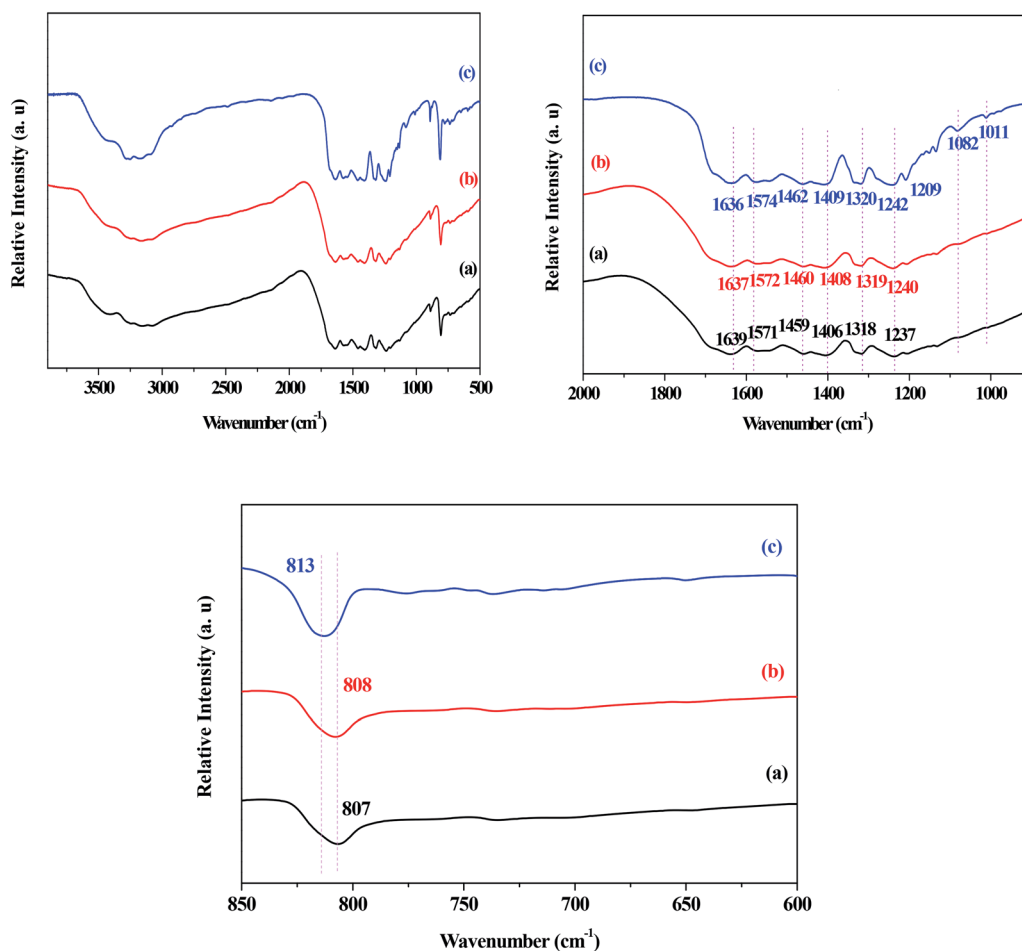 Relative Intensity (a. u)
(c)
(b)
(a)
3500 3000 2500 2000 1500 1000 500
Wavenumber (cm-1)
Relative Intensity (a. u)
(c)
1636 1574 1462 1409 1320 1242 1209 1082 1011
(b)
1637 1572 1460 1408 1319 1240
(a)
1639 1571 1459 1406 1318 1237
2000 1800 1600 1400 1200 1000
Wavenumber (cm-1)
Relative Intensity (a. u)
813 (c)
808 (b)
807 (a)
850 800 750 700 650 600
Wavenumber (cm-1)